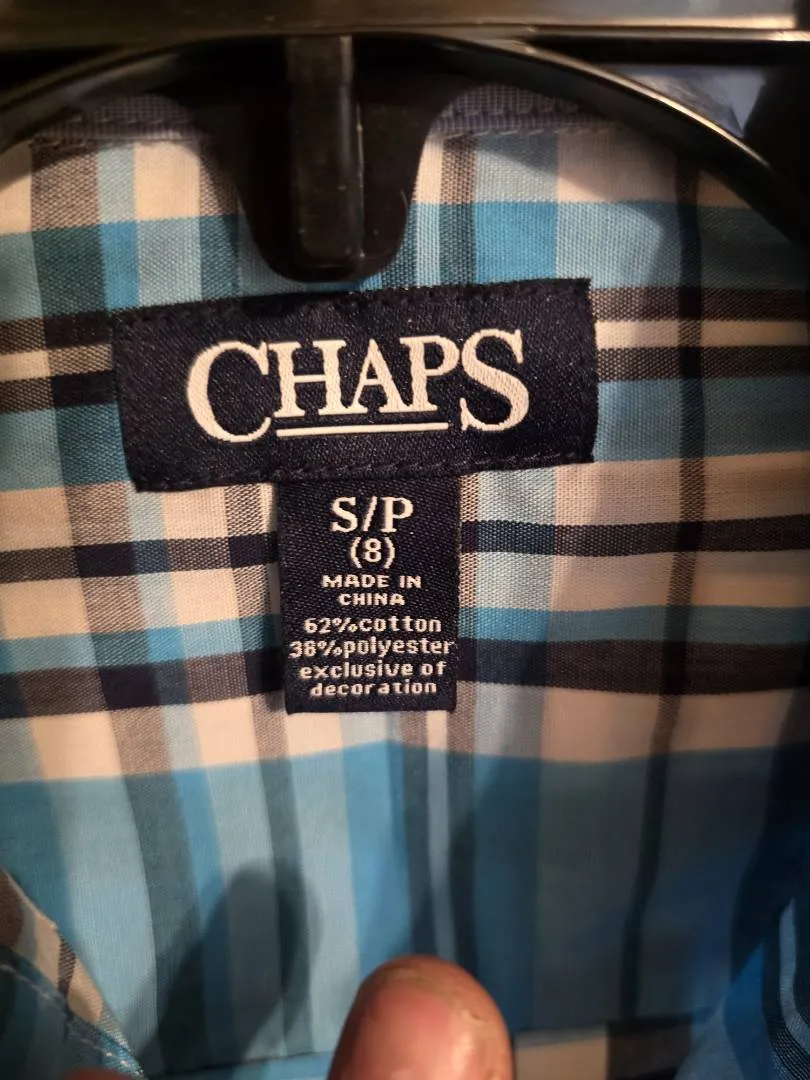 CHAPS
S/P
(8)
MADE IN
CHINA
62%cotton
38%polyester
exclusive of
decoration